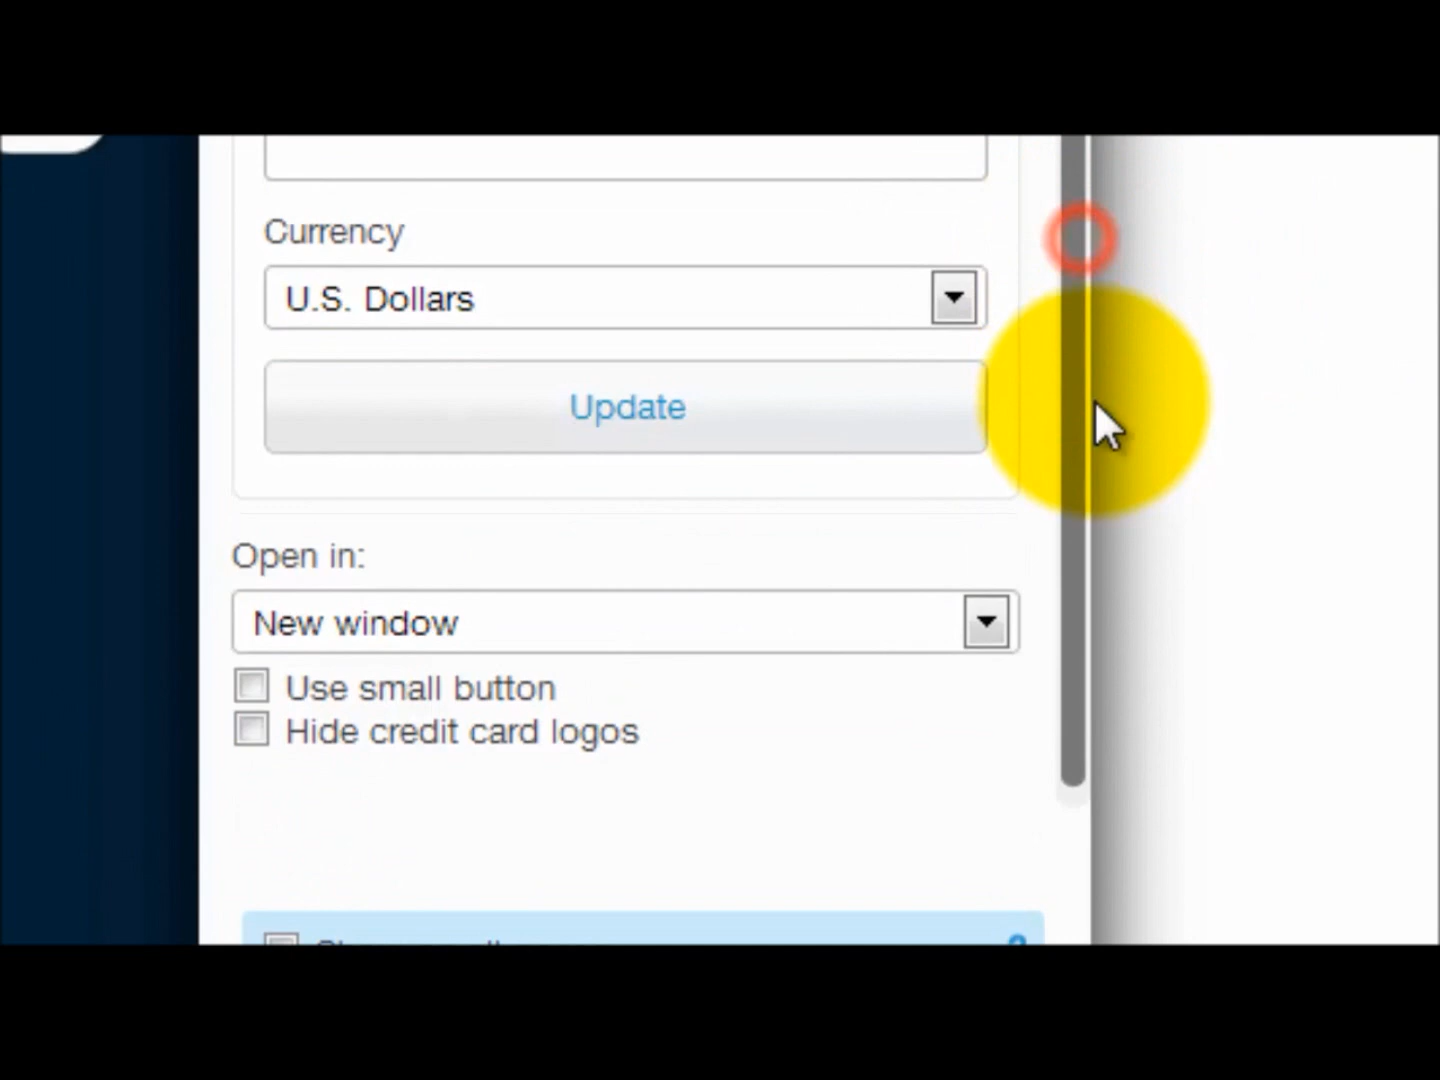 Currency
U.S. Dollars
Update
Open in:
New window
Use small button
Hide credit card logos